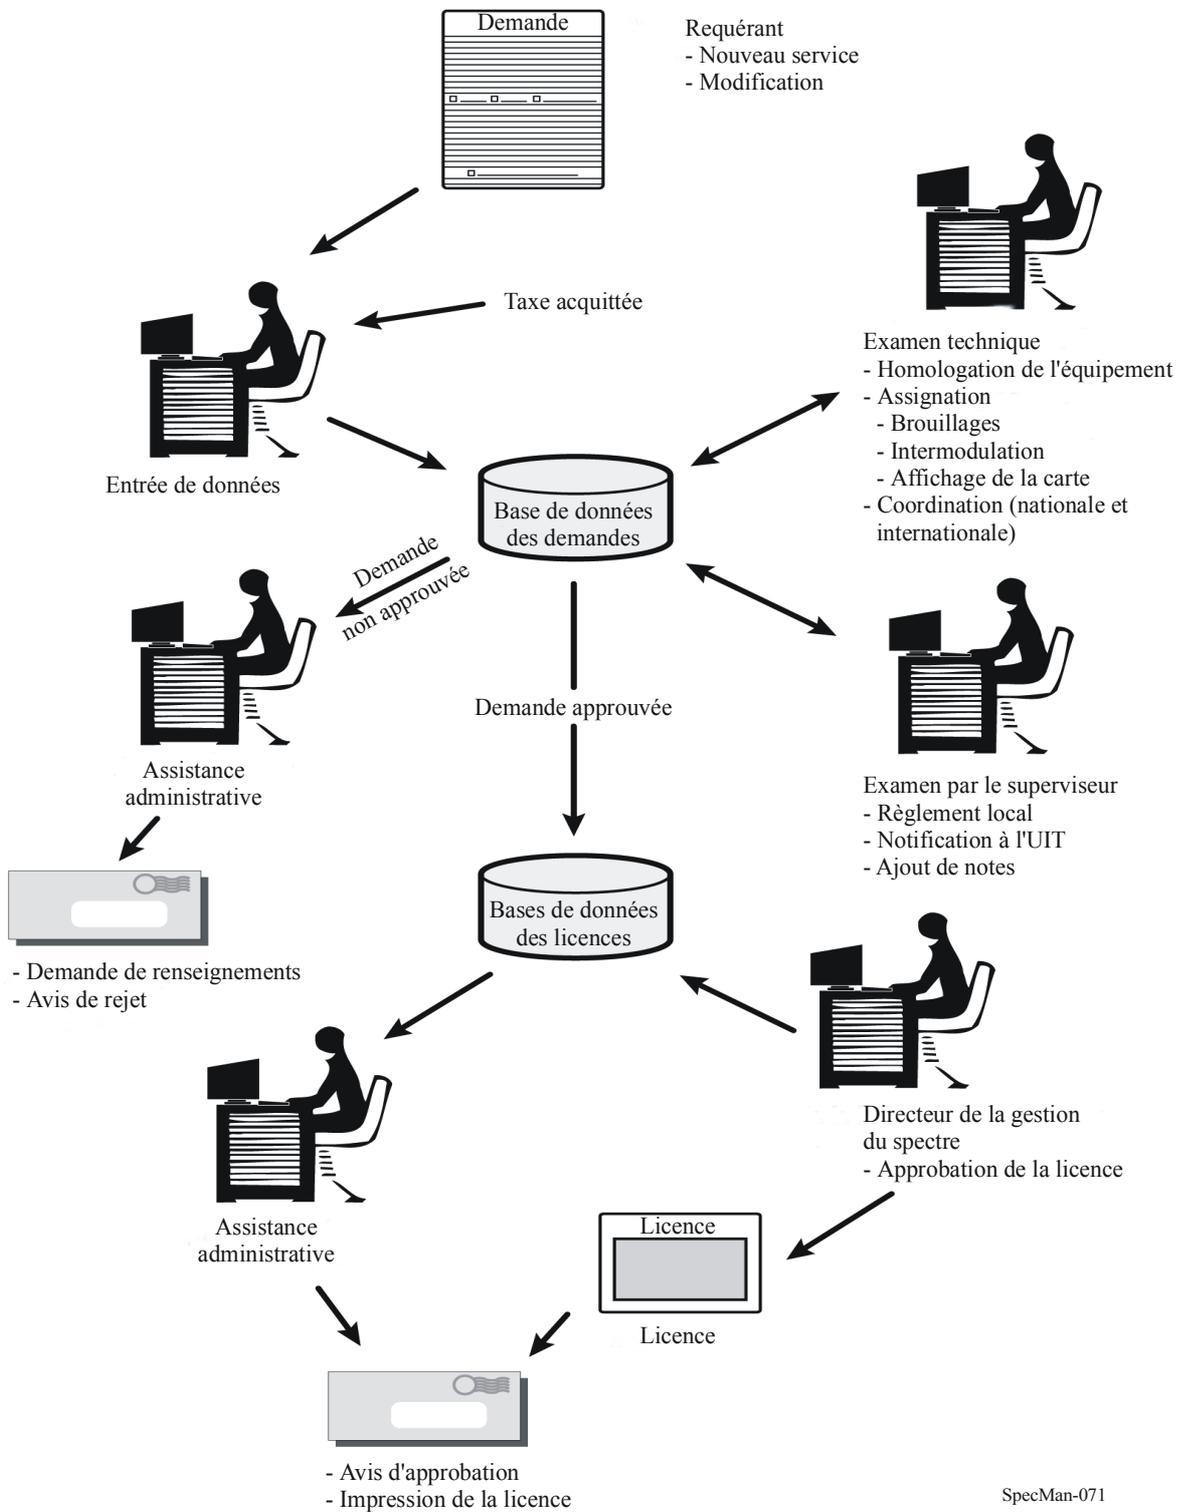 Demande
Requérant
- Nouveau service
- Modification
Taxe acquittée
Entrée de données
Examen technique
- Homologation de l'équipement
- Assignation
- Brouillages
- Intermodulation
- Affichage de la carte
- Coordination (nationale et
internationale)
Base de données
des demandes
Demande
non approuvée
Demande approuvée
Assistance
administrative
Examen par le superviseur
- Règlement local
- Notification à l'UIT
- Ajout de notes
Bases de données
des licences
- Demande de renseignements
- Avis de rejet
Directeur de la gestion
du spectre
- Approbation de la licence
Assistance
administrative
Licence
Licence
- Avis d'approbation
- Impression de la licence
SpecMan-071